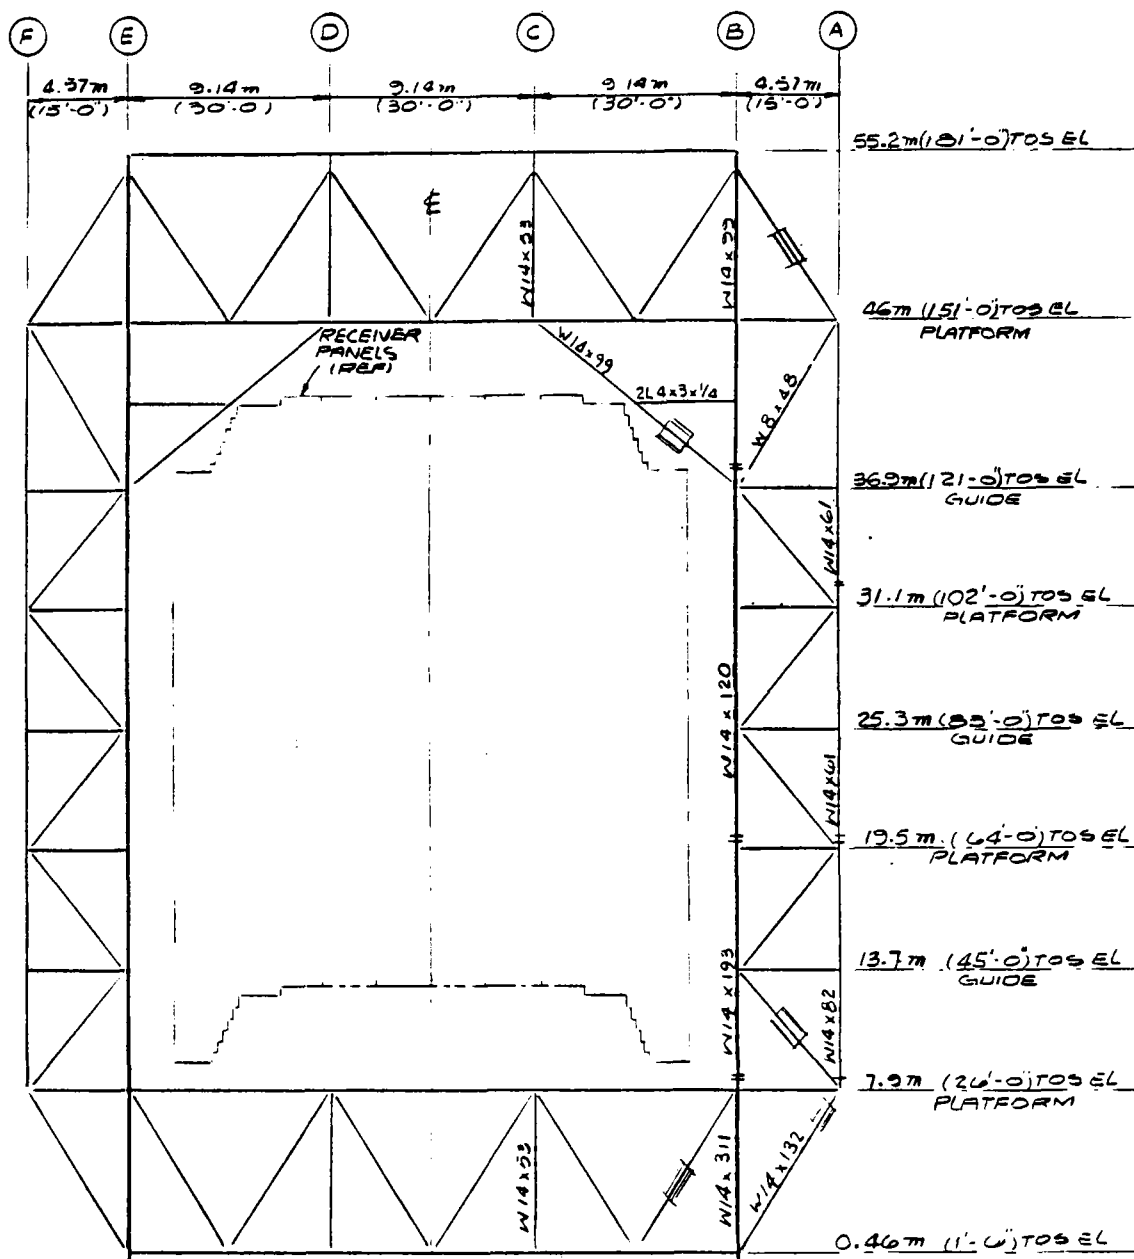 F E D C B A
4.57m 9.14m 9.14m 9.14m 4.57m
(15'-0") (30'-0) (30'-0") (30'-0") (15'-0")
55.2m (181'-0") TOS EL
℄
W14x53
W14x99
46m (151'-0") TOS EL
PLATFORM
RECEIVER
PANELS
(REF)
W14x99
2L 4x3x1/4
W8x48
36.9m (121'-0") TOS EL
GUIDE
W14x61
31.1m (102'-0") TOS EL
PLATFORM
W14x120
25.3m (83'-0") TOS EL
GUIDE
W14x61
19.5m. (64'-0") TOS EL
PLATFORM
W14x193
13.7m (45'-0") TOS EL
GUIDE
W14x82
7.9m (26'-0") TOS EL
PLATFORM
W14x53
W14x311
W14x132
0.46m (1'-6") TOS EL